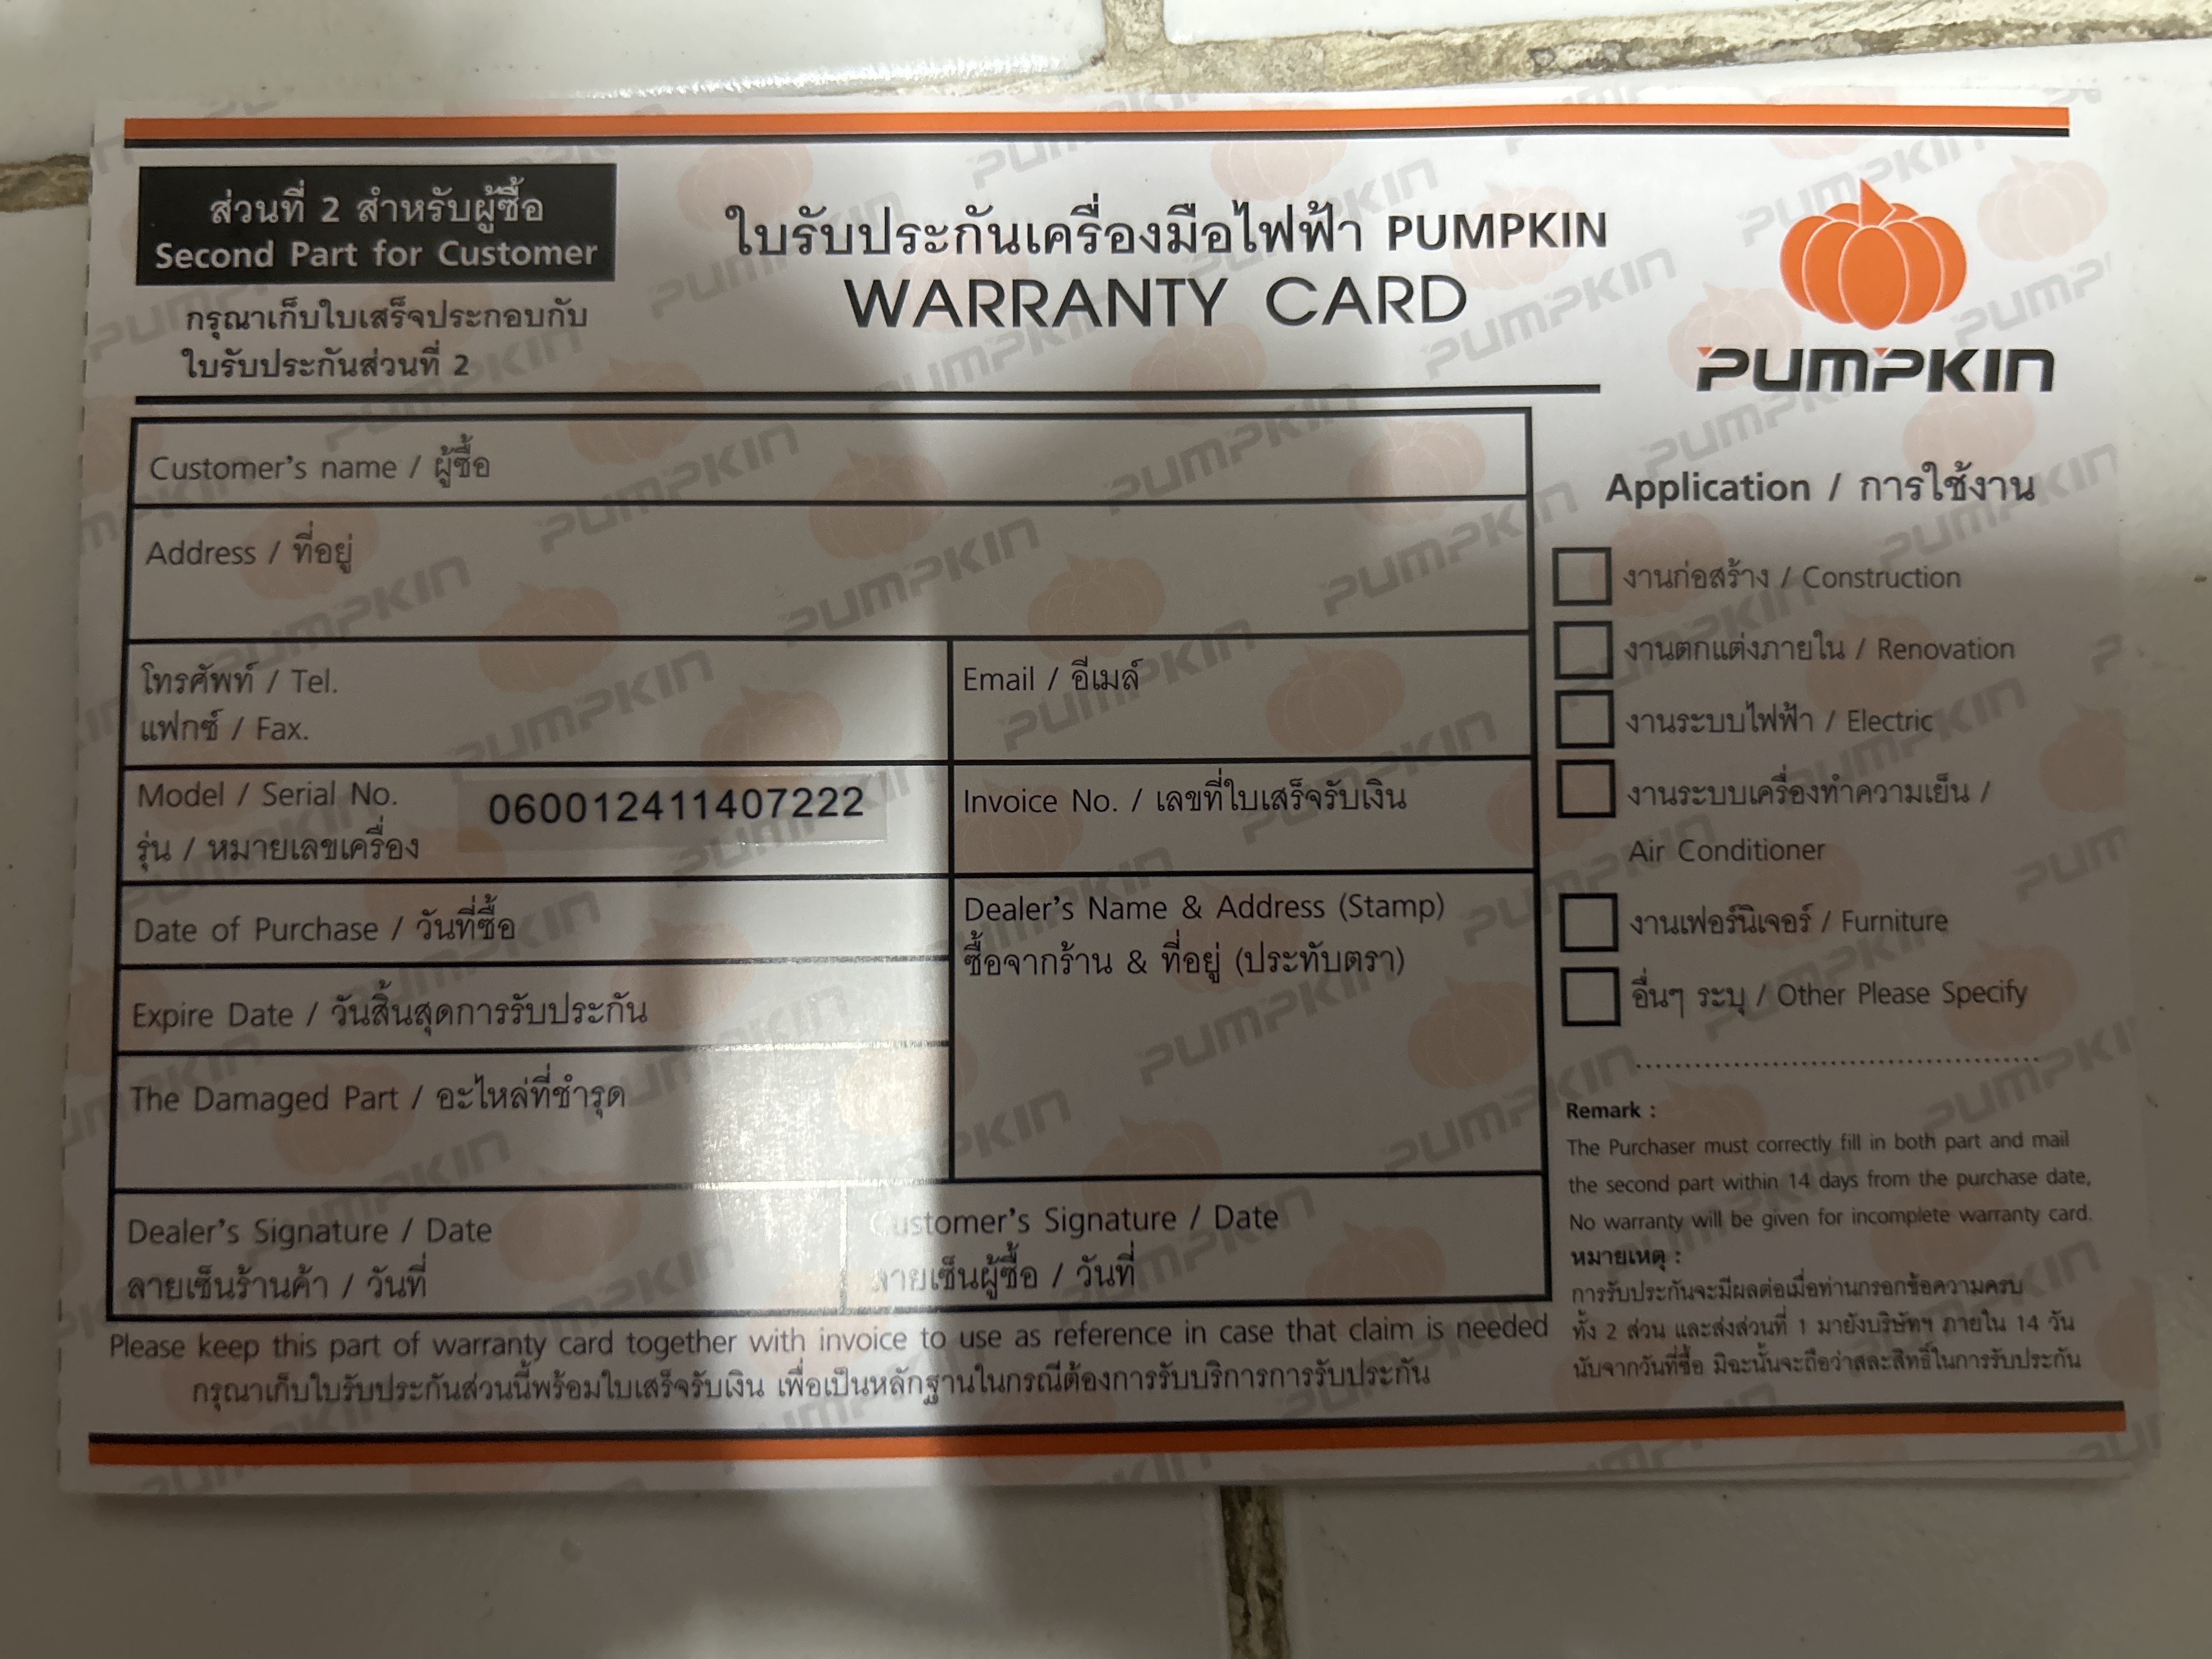 ส่วนที่ 2 สำหรับผู้ซื้อ
Second Part for Customer
กรุณาเก็บใบเสร็จประกอบกับ
ใบรับประกันส่วนที่ 2
ใบรับประกันเครื่องมือไฟฟ้า PUMPKIN
WARRANTY CARD
PUMPKIN
Customer's name / ผู้ซื้อ
Address / ที่อยู่
โทรศัพท์ / Tel.
แฟกซ์ / Fax.
Email / อีเมล์
Model / Serial No.
รุ่น / หมายเลขเครื่อง
060012411407222
Invoice No. / เลขที่ใบเสร็จรับเงิน
Date of Purchase / วันที่ซื้อ
Expire Date / วันสิ้นสุดการรับประกัน
The Damaged Part / อะไหล่ที่ชำรุด
Dealer's Name & Address (Stamp)
ซื้อจากร้าน & ที่อยู่ (ประทับตรา)
Dealer's Signature / Date
ลายเซ็นร้านค้า / วันที่
Customer's Signature / Date
ลายเซ็นผู้ซื้อ / วันที่
Please keep this part of warranty card together with invoice to use as reference in case that claim is needed
กรุณาเก็บใบรับประกันส่วนนี้พร้อมใบเสร็จรับเงิน เพื่อเป็นหลักฐานในกรณีต้องการรับบริการการรับประกัน
Application / การใช้งาน
งานก่อสร้าง / Construction
งานตกแต่งภายใน / Renovation
งานระบบไฟฟ้า / Electric
งานระบบเครื่องทำความเย็น /
Air Conditioner
งานเฟอร์นิเจอร์ / Furniture
อื่นๆ ระบุ / Other Please Specify
Remark :
The Purchaser must correctly fill in both part and mail
the second part within 14 days from the purchase date,
No warranty will be given for incomplete warranty card.
หมายเหตุ :
การรับประกันจะมีผลต่อเมื่อท่านกรอกข้อความครบ
ทั้ง 2 ส่วน และส่งส่วนที่ 1 มายังบริษัทฯ ภายใน 14 วัน
นับจากวันที่ซื้อ มิฉะนั้นจะถือว่าสละสิทธิ์ในการรับประกัน